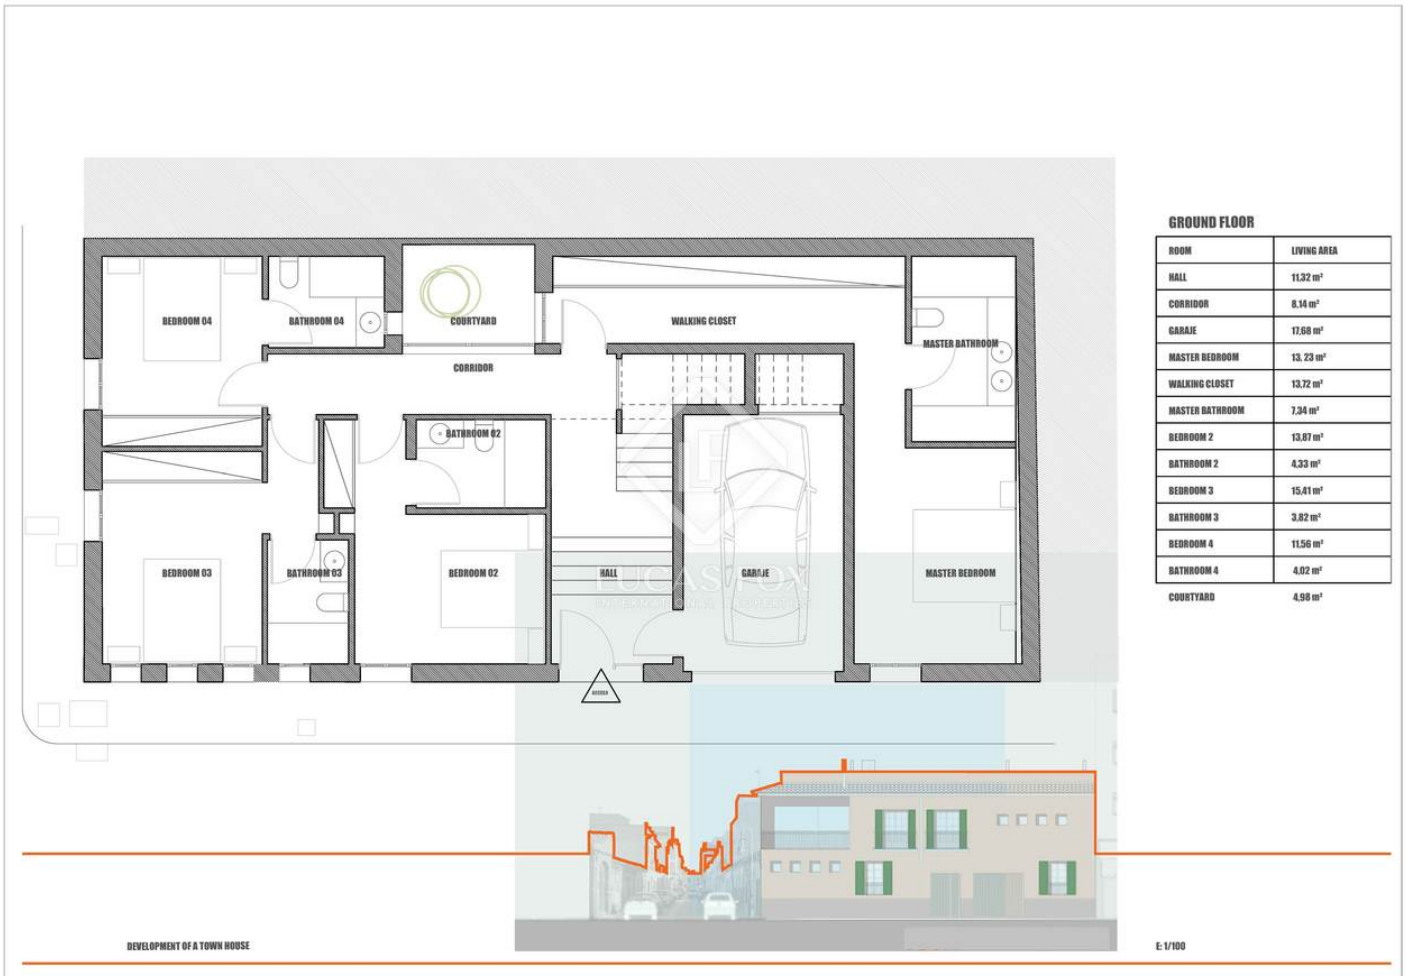 GROUND FLOOR
ROOM LIVING AREA
HALL 11,32 m²
CORRIDOR 8,14 m²
GARAJE 17,68 m²
MASTER BEDROOM 13, 23 m²
WALKING CLOSET 13,72 m²
MASTER BATHROOM 7,34 m²
BEDROOM 2 13,87 m²
BATHROOM 2 4,33 m²
BEDROOM 3 15,41 m²
BATHROOM 3 3,82 m²
BEDROOM 4 11,56 m²
BATHROOM 4 4,02 m²
COURTYARD 4,98 m²
BEDROOM 04
BATHROOM 04
COURTYARD
WALKING CLOSET
MASTER BATHROOM
CORRIDOR
BATHROOM 02
BEDROOM 03
BATHROOM 03
BEDROOM 02
HALL
GARAJE
MASTER BEDROOM
LF
LUCAS FOX
INTERNATIONAL PROPERTIES
DEVELOPMENT OF A TOWN HOUSE
E: 1/100